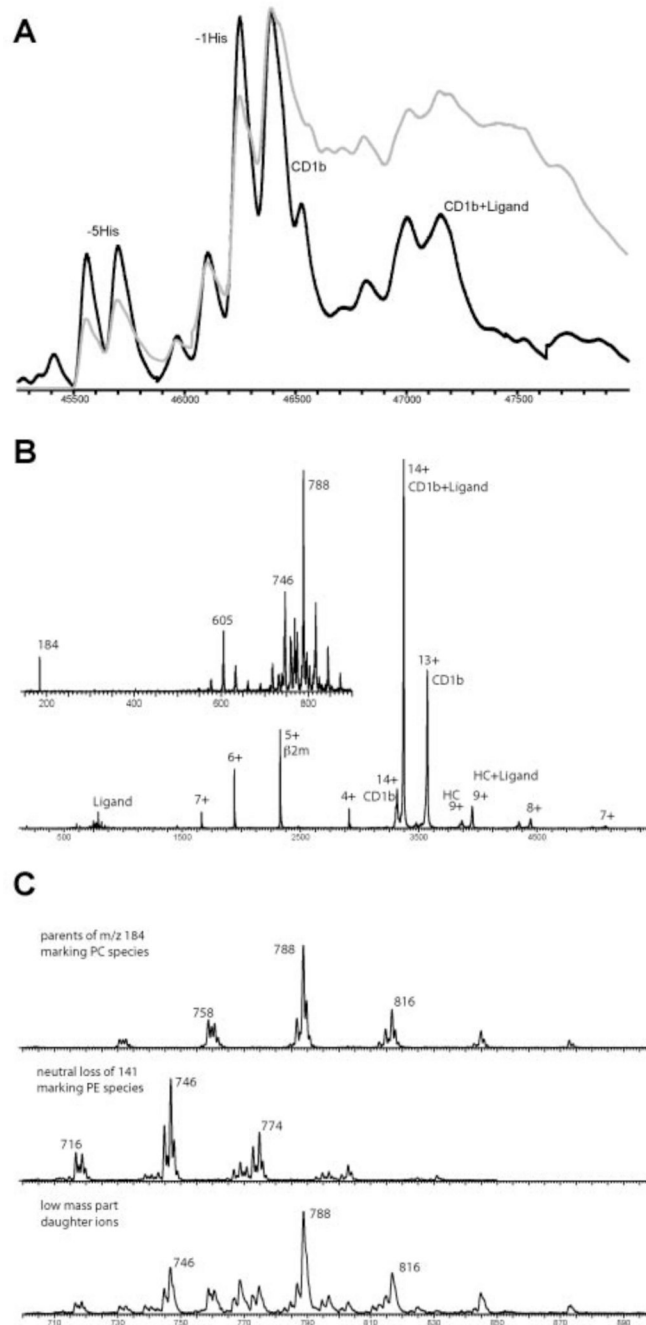 A
-1His
CD1b
-5His
CD1b+Ligand
45500 46000 46500 47000 47500
B
14+
CD1b+Ligand
788
746
605
184
13+
CD1b
200 400 600 800
5+
β2m
6+
14+
CD1b
HC+Ligand
HC
9+
9+
Ligand
7+
4+
8+
7+
500 1500 2500 3500 4500
C
parents of m/z 184
marking PC species
788
758
816
neutral loss of 141
marking PE species
746
774
716
low mass part
daughter ions
788
746
816
710 730 750 770 790 810 830 850 870 890